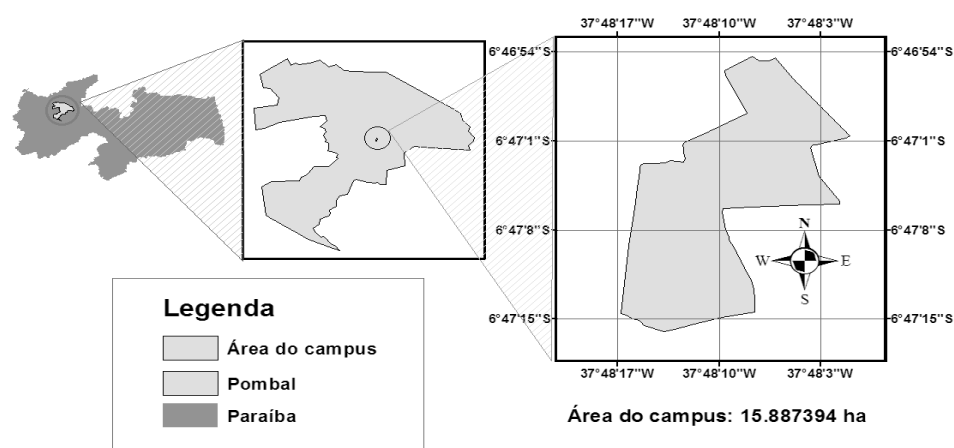 37°48'17"W 37°48'10"W 37°48'3"W
6°46'54"S 6°46'54"S
6°47'1"S 6°47'1"S
6°47'8"S 6°47'8"S
N
W E
S
6°47'15"S 6°47'15"S
37°48'17"W 37°48'10"W 37°48'3"W
Legenda
Área do campus
Pombal
Paraíba
Área do campus: 15.887394 ha